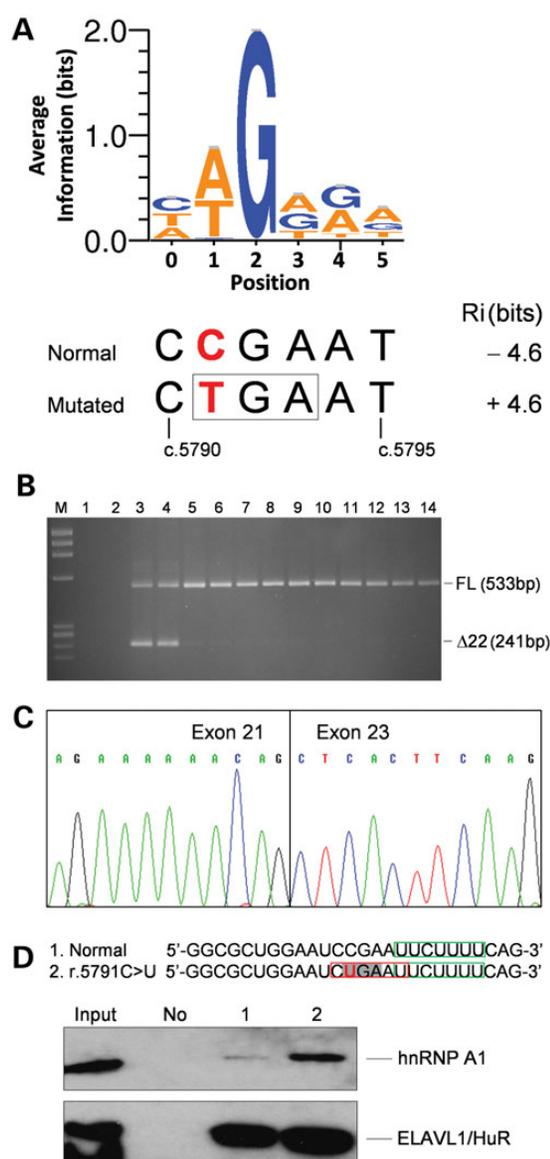 A
Average
Information (bits)
2.0
1.0
0.0
C
T
A
A
T
G
A
G
T
G
A
T
A
G
T
0 1 2 3 4 5
Position
Ri (bits)
Normal C C G A A T − 4.6
Mutated C T G A A T + 4.6
c.5790 c.5795
B
M 1 2 3 4 5 6 7 8 9 10 11 12 13 14
FL (533bp)
Δ22 (241bp)
C
Exon 21 Exon 23
A G A A A A A A C A G C T C A C T T C A A G
D
1. Normal 5'-GGCGCUGGAAUCCGAAUUCUUUUCAG-3'
2. r.5791C>U 5'-GGCGCUGGAAUCUGAAUUCUUUUCAG-3'
Input No 1 2
hnRNP A1
ELAVL1/HuR